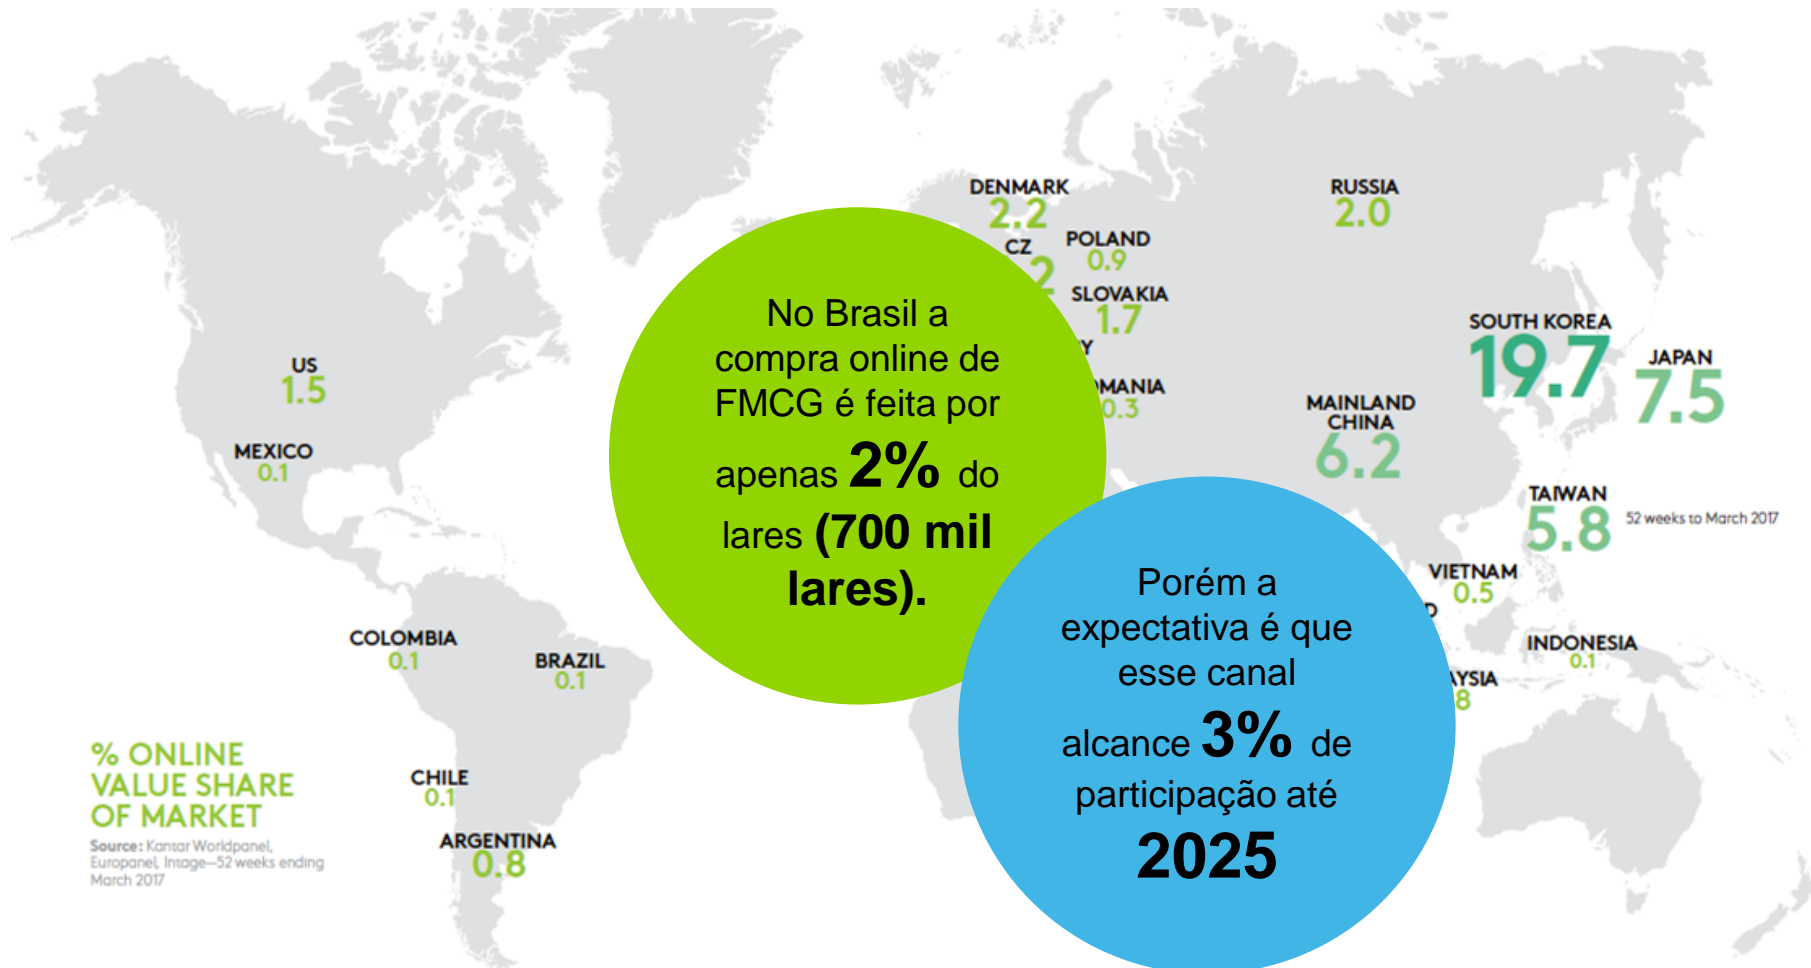 DENMARK
2.2
RUSSIA
2.0
CZ
2
POLAND
0.9
SLOVAKIA
1.7
SOUTH KOREA
19.7
JAPAN
7.5
US
1.5
MEXICO
0.1
0.3
MAINLAND
CHINA
6.2
TAIWAN
5.8
52 weeks to March 2017
VIETNAM
0.5
INDONESIA
0.1
8
COLOMBIA
0.1
BRAZIL
0.1
CHILE
0.1
ARGENTINA
0.8
No Brasil a
compra online de
FMCG é feita por
apenas 2% do
lares (700 mil
lares).
Porém a
expectativa é que
esse canal
alcance 3% de
participação até
2025
% ONLINE
VALUE SHARE
OF MARKET
Source: Kantar Worldpanel,
Europanel, Intage—52 weeks ending
March 2017